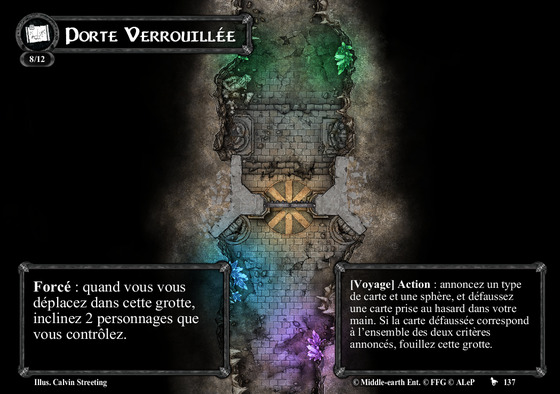 Porte Verrouillée
8/12
Forcé : quand vous vous
déplacez dans cette grotte,
inclinez 2 personnages que
vous contrôlez.
[Voyage] Action : annoncez un type
de carte et une sphère, et défaussez
une carte prise au hasard dans votre
main. Si la carte défaussée correspond
à l'ensemble des deux critères
annoncés, fouillez cette grotte.
Illus. Calvin Streeting
© Middle-earth Ent. © FFG © ALeP
137